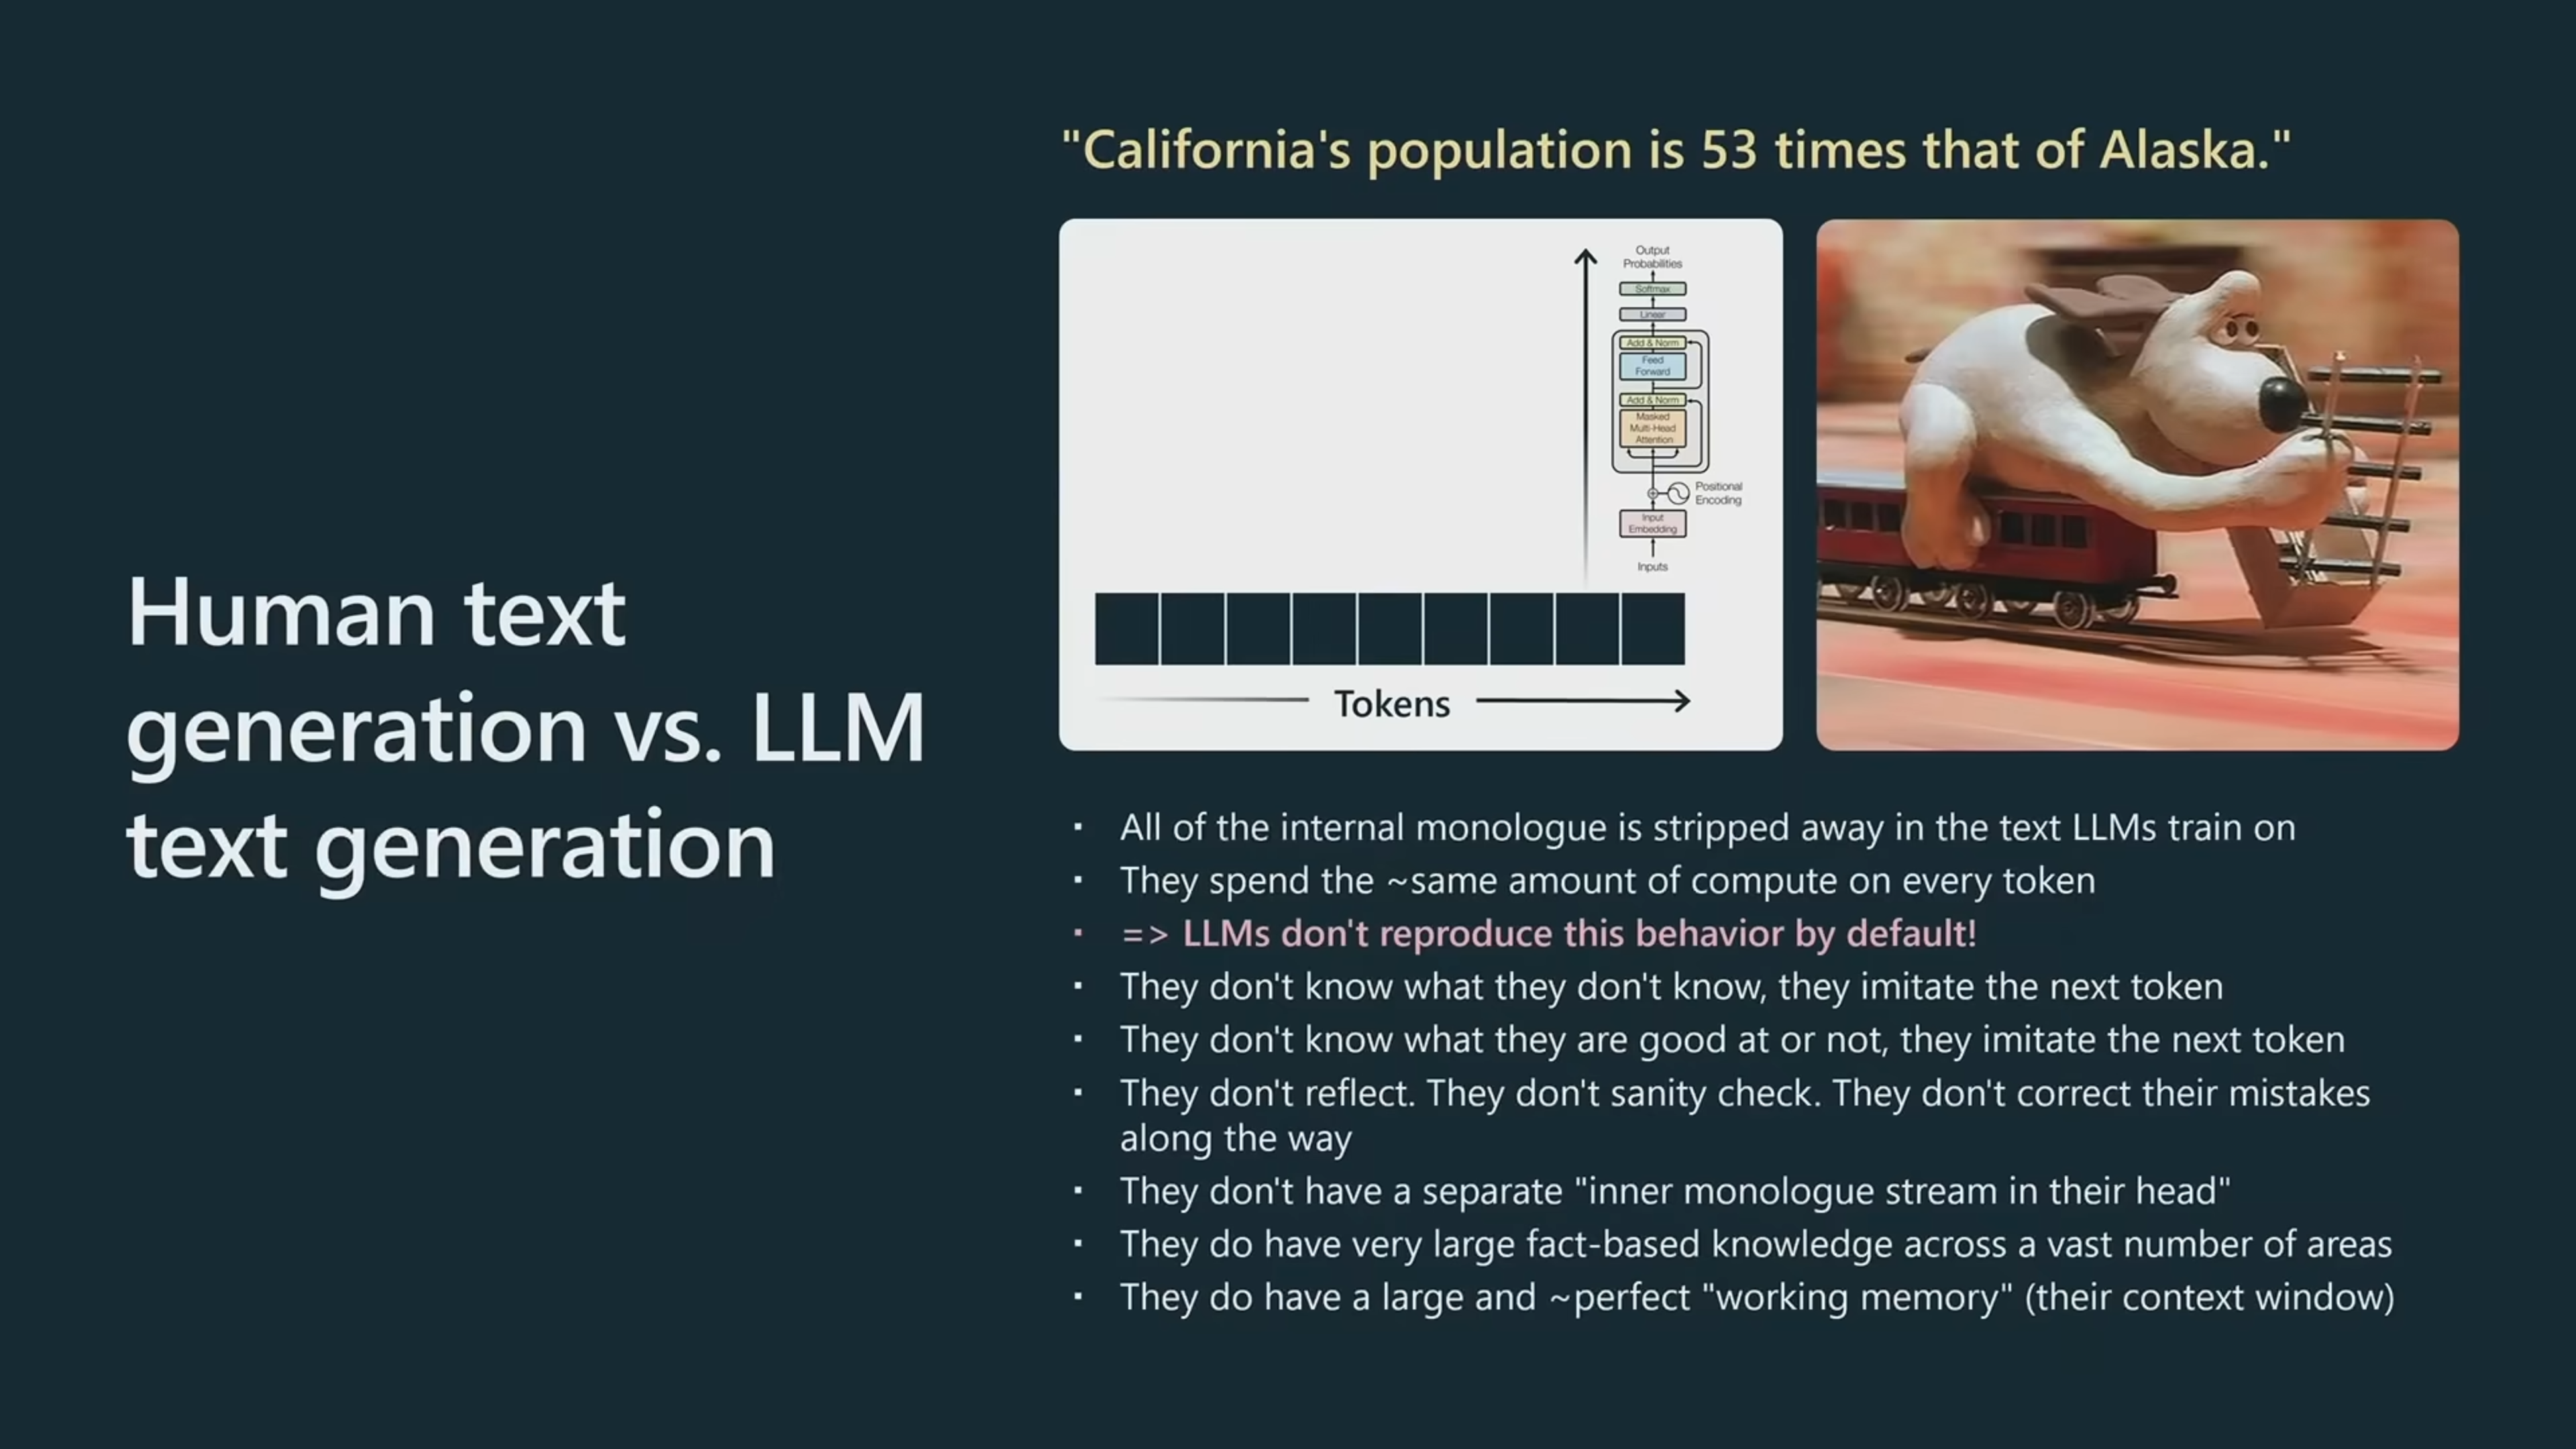 Human text
generation vs. LLM
text generation
"California's population is 53 times that of Alaska."
Output
Probabilities
Softmax
Linear
Add & Norm
Feed
Forward
Add & Norm
Masked
Multi-Head
Attention
Positional
Encoding
Input
Embedding
Inputs
Tokens
▪ All of the internal monologue is stripped away in the text LLMs train on
▪ They spend the ~same amount of compute on every token
▪ => LLMs don't reproduce this behavior by default!
▪ They don't know what they don't know, they imitate the next token
▪ They don't know what they are good at or not, they imitate the next token
▪ They don't reflect. They don't sanity check. They don't correct their mistakes
along the way
▪ They don't have a separate "inner monologue stream in their head"
▪ They do have very large fact-based knowledge across a vast number of areas
▪ They do have a large and ~perfect "working memory" (their context window)